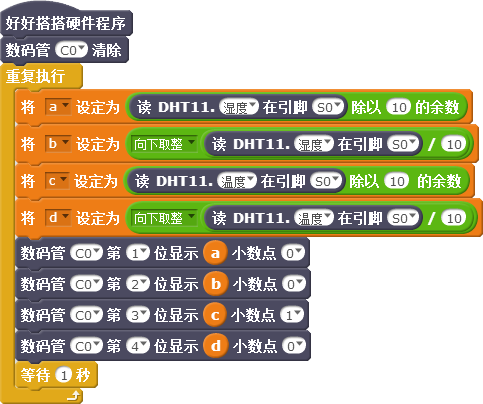 好好搭搭硬件程序
数码管 C0 清除
重复执行
将 a 设定为 读 DHT11. 湿度 在引脚 S0 除以 10 的余数
将 b 设定为 向下取整 读 DHT11. 湿度 在引脚 S0 / 10
将 c 设定为 读 DHT11. 温度 在引脚 S0 除以 10 的余数
将 d 设定为 向下取整 读 DHT11. 温度 在引脚 S0 / 10
数码管 C0 第 1 位显示 a 小数点 0
数码管 C0 第 2 位显示 b 小数点 0
数码管 C0 第 3 位显示 c 小数点 1
数码管 C0 第 4 位显示 d 小数点 0
等待 1 秒